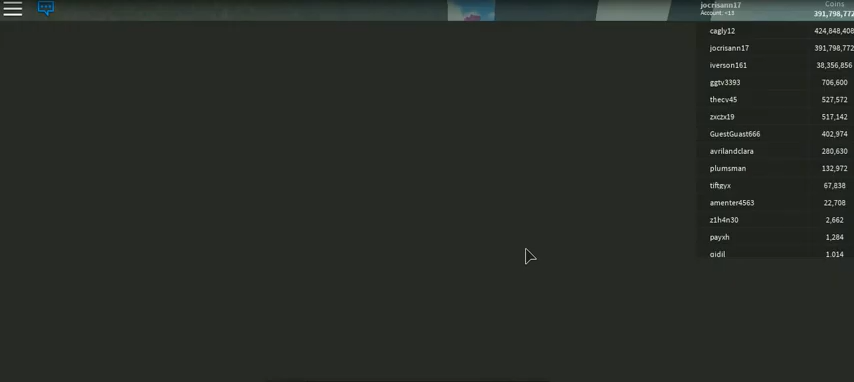 jocrisann17 Coins
Account: <13 391,798,772
cagly12 424,848,408
jocrisann17 391,798,772
iverson161 38,356,856
ggtv3393 706,600
thecv45 527,572
zxczx19 517,142
GuestGuast666 402,974
avrilandclara 280,630
plumsman 132,972
tiftgyx 67,838
amenter4563 22,708
z1h4n30 2,662
payxh 1,284
gidil 1,014